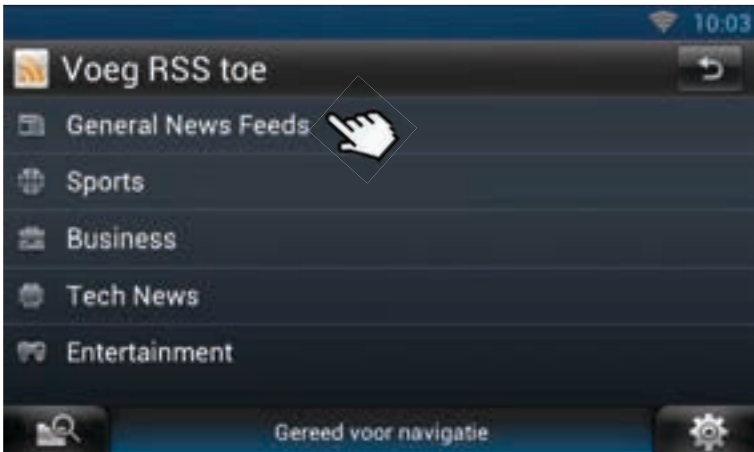 10:03
Voeg RSS toe
General News Feeds
Sports
Business
Tech News
Entertainment
Gereed voor navigatie